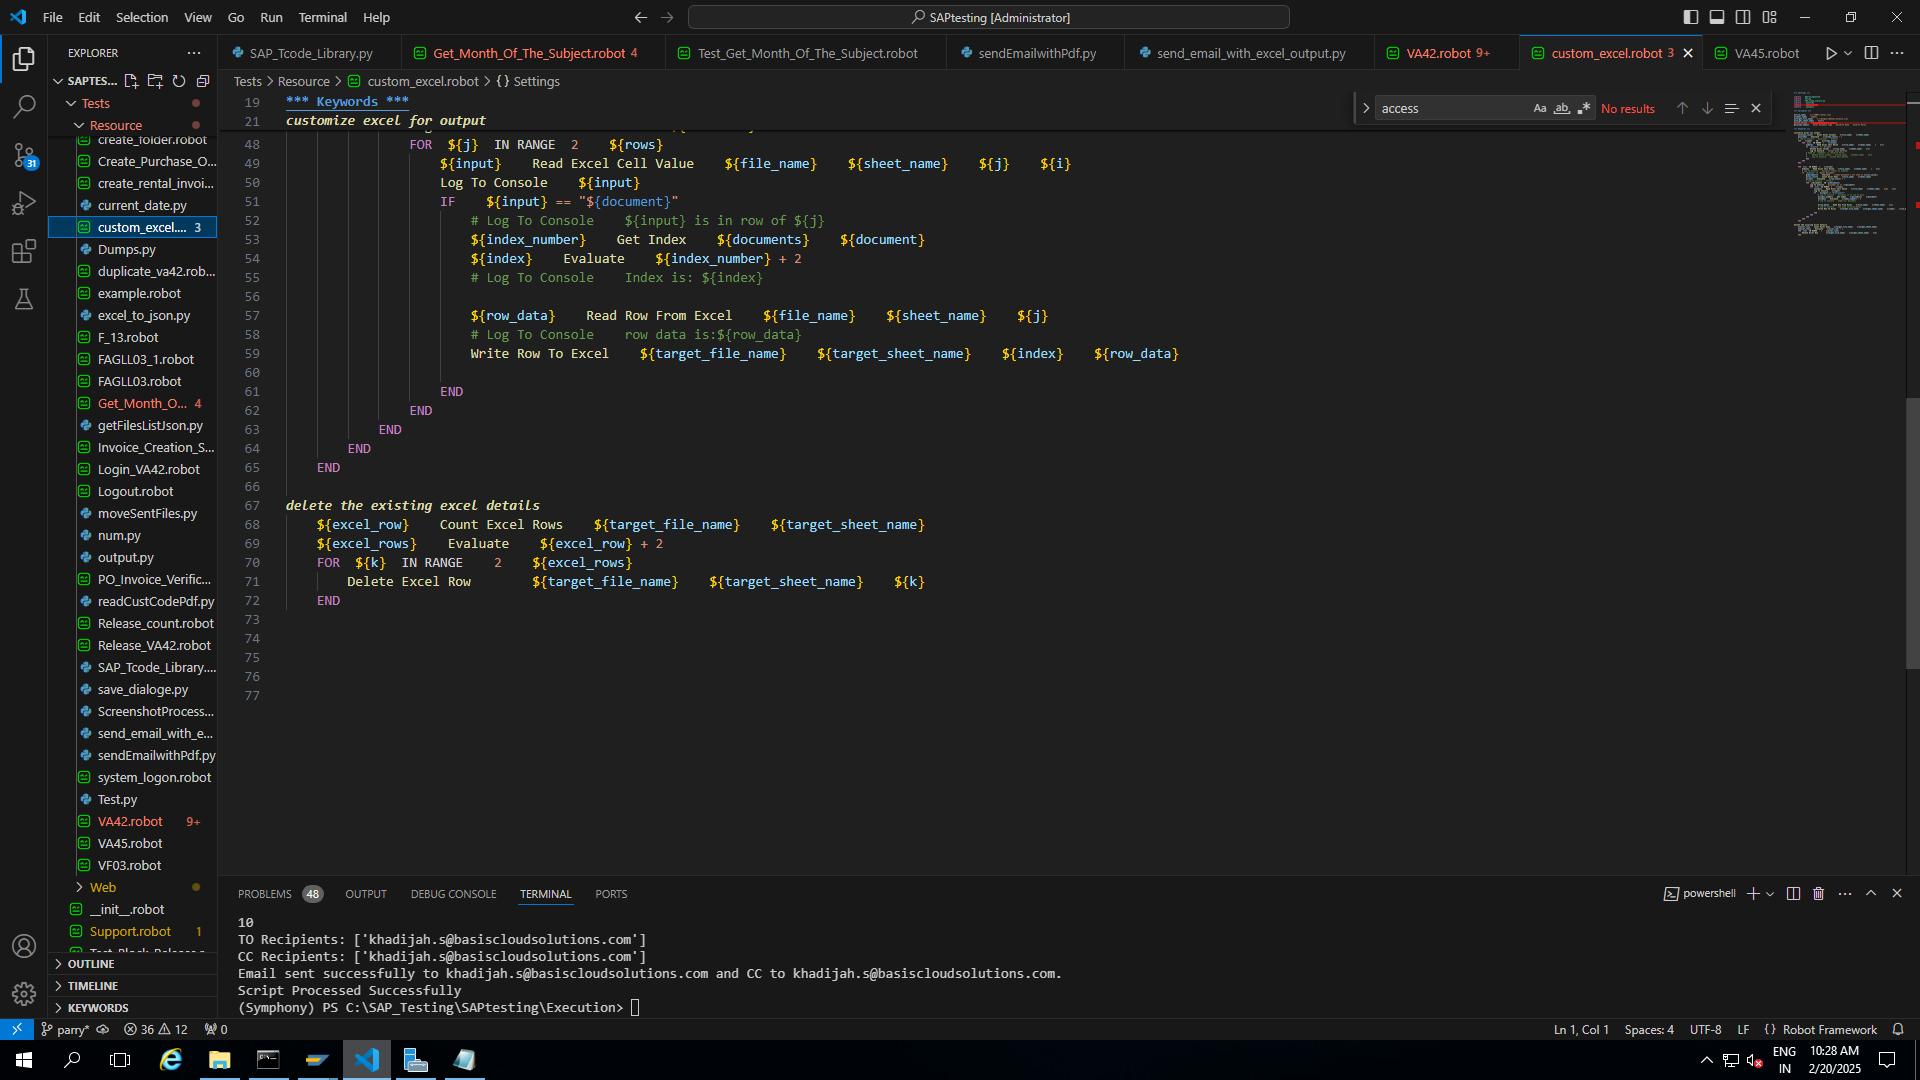 File Edit Selection View Go Run Terminal Help
SAPtesting [Administrator]
EXPLORER
SAPTES...
Tests
Resource
create_folder.robot
Create_Purchase_O...
create_rental_invoi...
current_date.py
custom_excel.... 3
Dumps.py
duplicate_va42.rob...
example.robot
excel_to_json.py
F_13.robot
FAGLL03_1.robot
FAGLL03.robot
Get_Month_O... 4
getFilesListJson.py
Invoice_Creation_S...
Login_VA42.robot
Logout.robot
moveSentFiles.py
num.py
output.py
PO_Invoice_Verific...
readCustCodePdf.py
Release_count.robot
Release_VA42.robot
SAP_Tcode_Library....
save_dialoge.py
ScreenshotProcess...
send_email_with_e...
sendEmailwithPdf.py
system_logon.robot
Test.py
VA42.robot 9+
VA45.robot
VF03.robot
Web
__init__.robot
Support.robot 1
OUTLINE
TIMELINE
KEYWORDS
31
SAP_Tcode_Library.py
Get_Month_Of_The_Subject.robot 4
Test_Get_Month_Of_The_Subject.robot
sendEmailwithPdf.py
send_email_with_excel_output.py
VA42.robot 9+
custom_excel.robot 3
VA45.robot
Tests > Resource > custom_excel.robot > {} Settings
access
Aa ab .*
No results
19 *** Keywords ***
21 customize excel for output
48 FOR ${j} IN RANGE 2 ${rows}
49 ${input} Read Excel Cell Value ${file_name} ${sheet_name} ${j} ${i}
50 Log To Console ${input}
51 IF ${input} == "${document}"
52 # Log To Console ${input} is in row of ${j}
53 ${index_number} Get Index ${documents} ${document}
54 ${index} Evaluate ${index_number} + 2
55 # Log To Console Index is: ${index}
56
57 ${row_data} Read Row From Excel ${file_name} ${sheet_name} ${j}
58 # Log To Console row data is:${row_data}
59 Write Row To Excel ${target_file_name} ${target_sheet_name} ${index} ${row_data}
60
61 END
62 END
63 END
64 END
65 END
66
67 delete the existing excel details
68 ${excel_row} Count Excel Rows ${target_file_name} ${target_sheet_name}
69 ${excel_rows} Evaluate ${excel_row} + 2
70 FOR ${k} IN RANGE 2 ${excel_rows}
71 Delete Excel Row ${target_file_name} ${target_sheet_name} ${k}
72 END
73
74
75
76
77
PROBLEMS 48 OUTPUT DEBUG CONSOLE TERMINAL PORTS
powershell
10
TO Recipients: ['khadijah.s@basiscloudsolutions.com']
CC Recipients: ['khadijah.s@basiscloudsolutions.com']
Email sent successfully to khadijah.s@basiscloudsolutions.com and CC to khadijah.s@basiscloudsolutions.com.
Script Processed Successfully
(Symphony) PS C:\SAP_Testing\SAPtesting\Execution>
parry* 36 12 0
Ln 1, Col 1 Spaces: 4 UTF-8 LF {} Robot Framework
ENG
IN
10:28 AM
2/20/2025